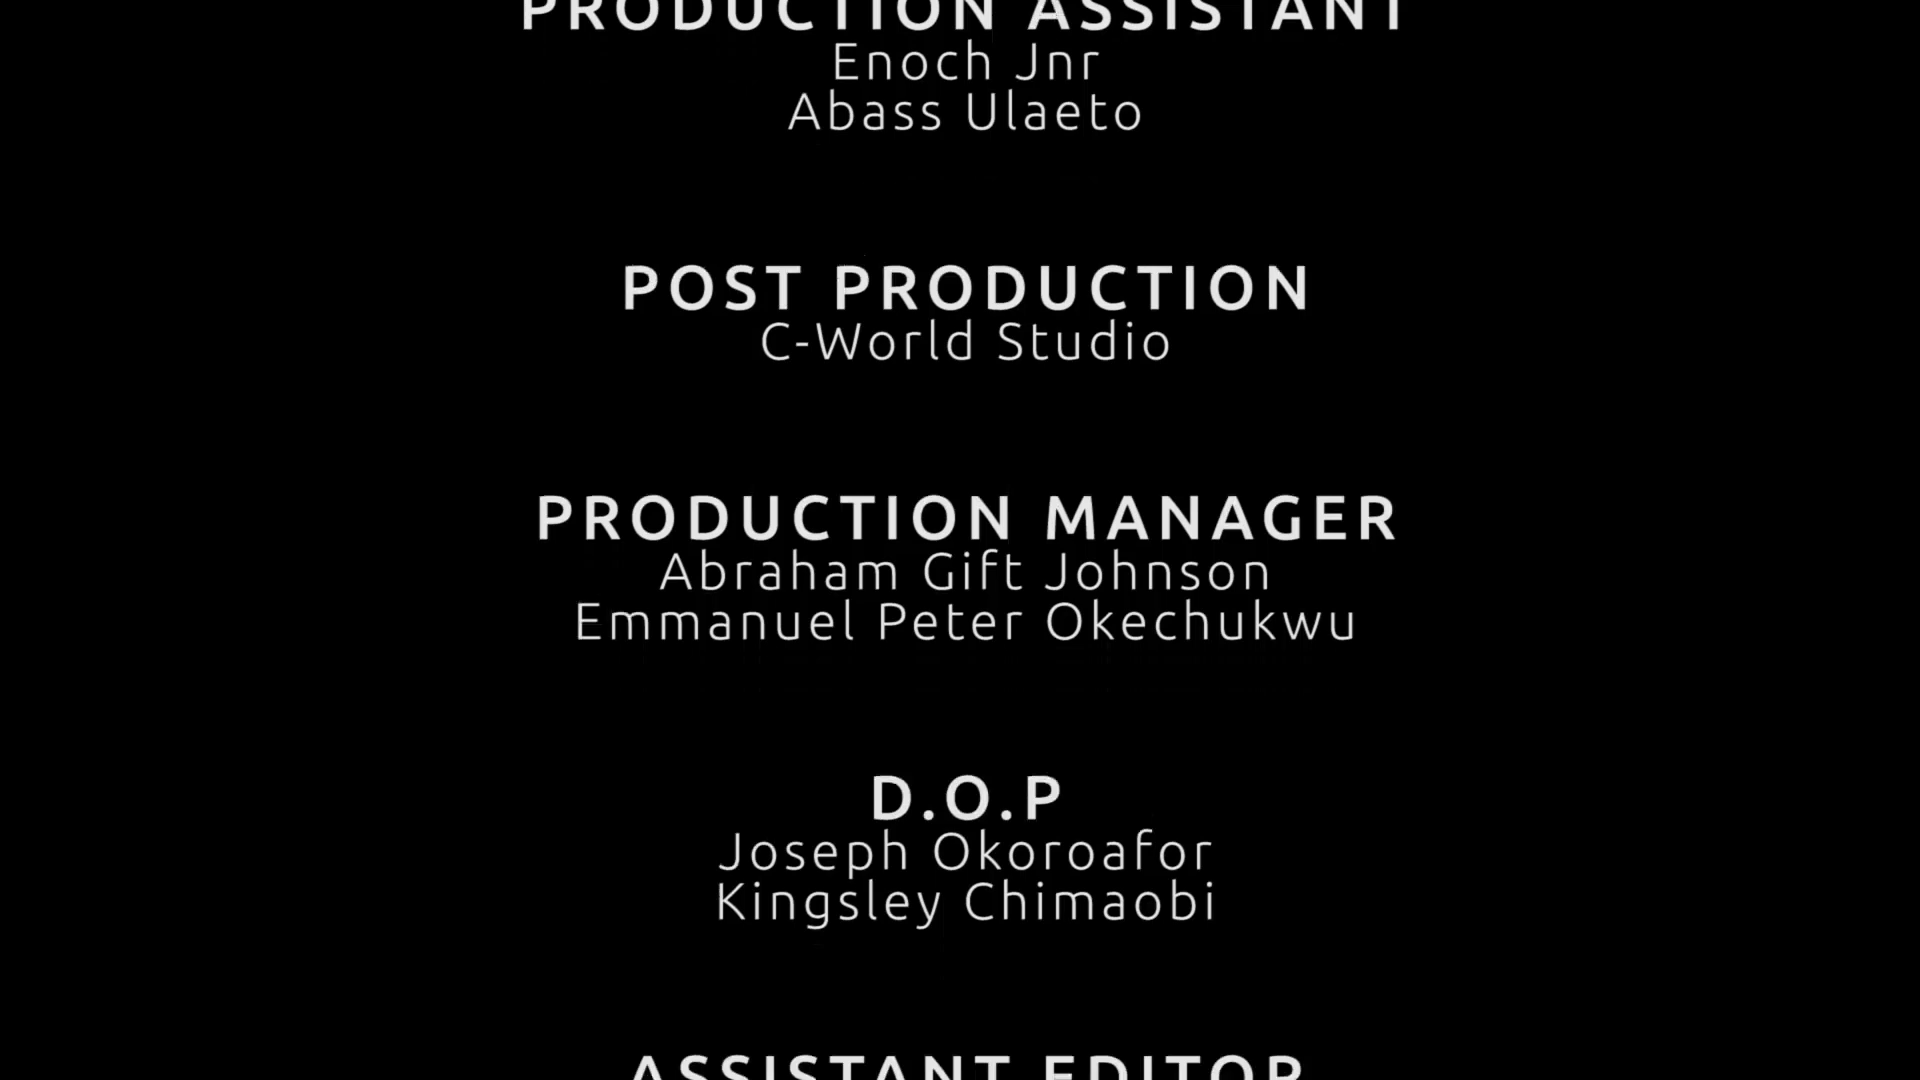 PRODUCTION ASSISTANT
Enoch Jnr
Abass Ulaeto
POST PRODUCTION
C-World Studio
PRODUCTION MANAGER
Abraham Gift Johnson
Emmanuel Peter Okechukwu
D.O.P
Joseph Okoroafor
Kingsley Chimaobi
ASSISTANT EDITOR